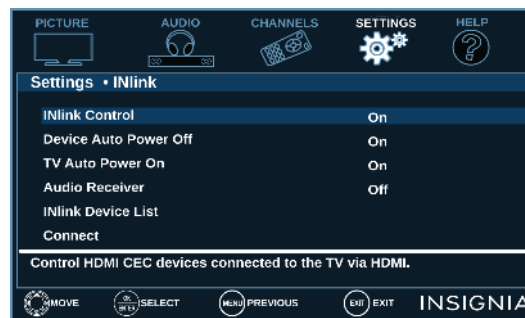 PICTURE AUDIO CHANNELS SETTINGS HELP
Settings • INlink
INlink Control On
Device Auto Power Off On
TV Auto Power On On
Audio Receiver Off
INlink Device List
Connect
Control HDMI CEC devices connected to the TV via HDMI.
MOVE OK ENTER SELECT MENU PREVIOUS EXIT EXIT INSIGNIA